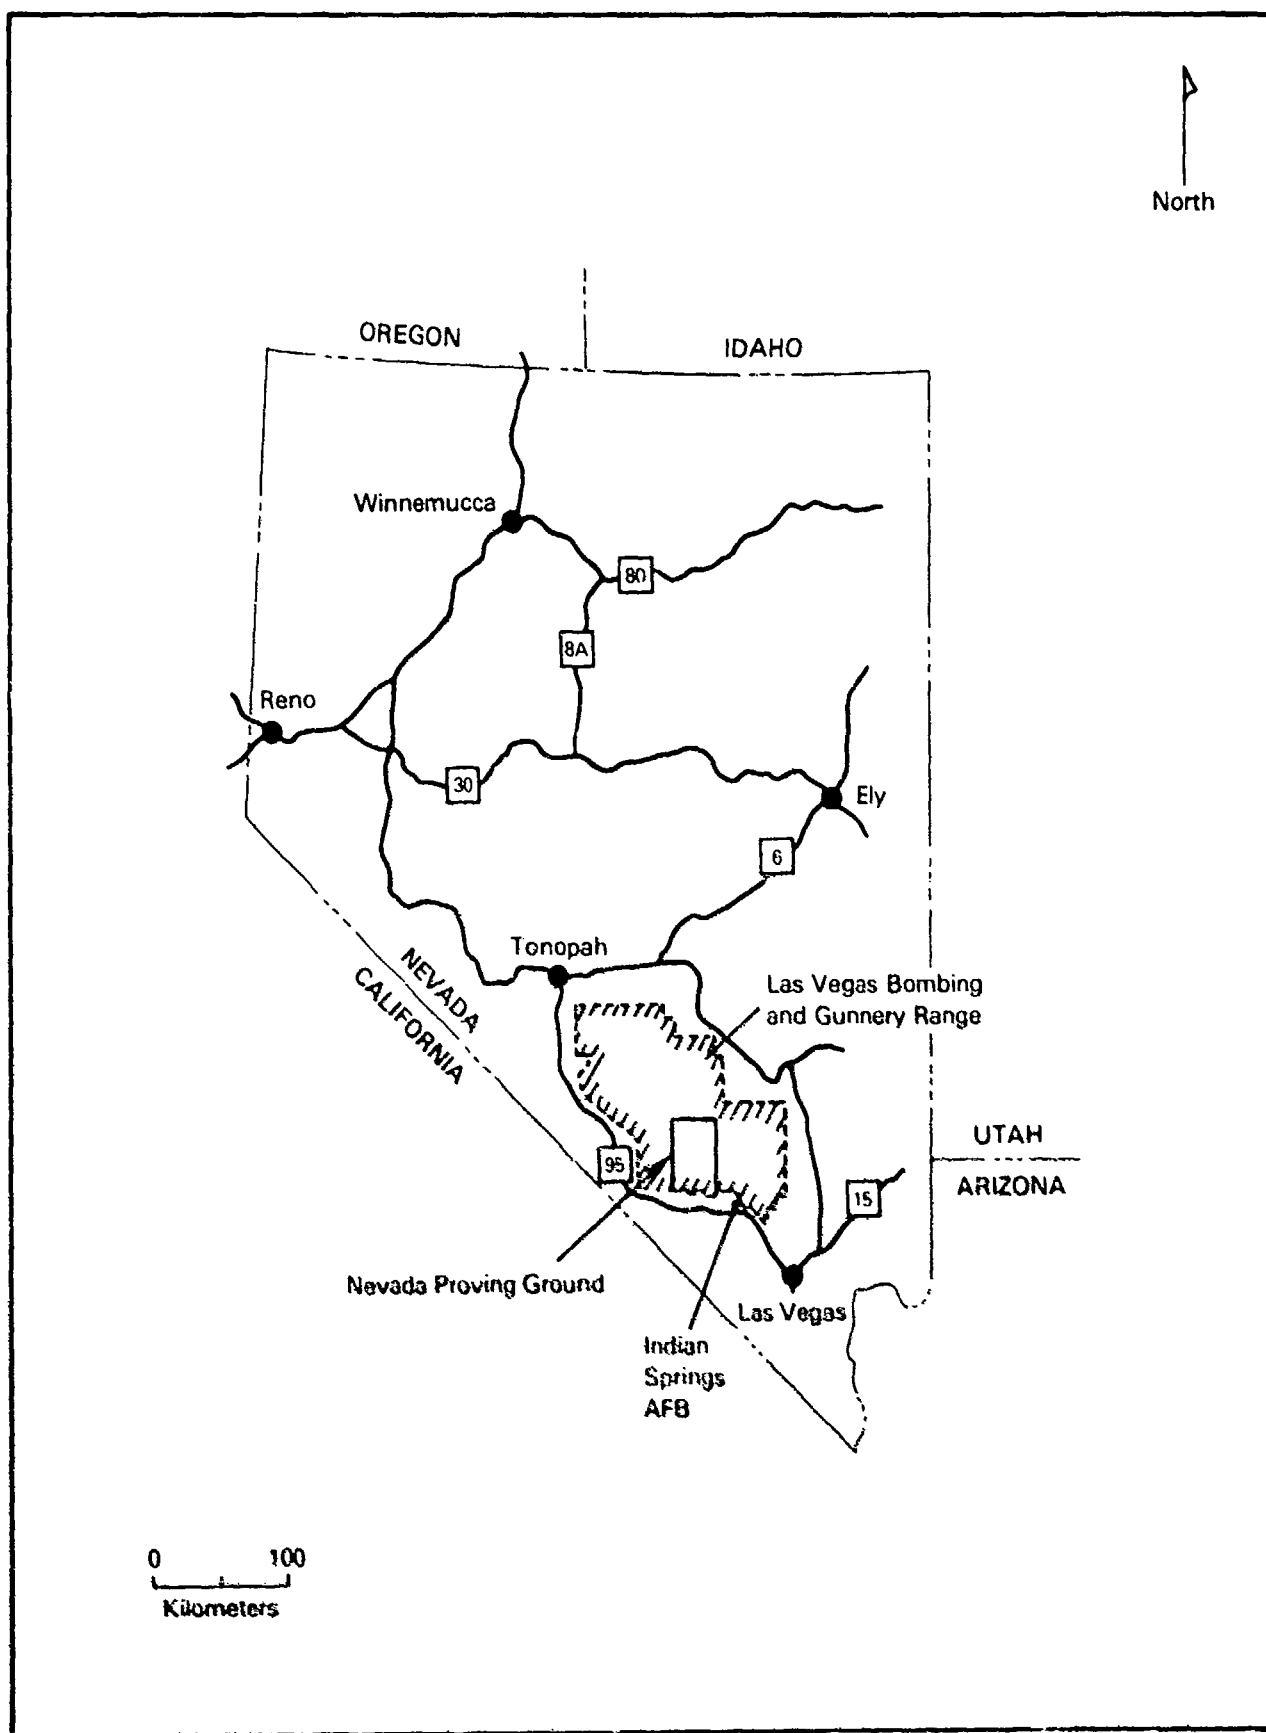 North
OREGON
IDAHO
Winnemucca
80
8A
Reno
30
Ely
6
Tonopah
NEVADA
CALIFORNIA
Las Vegas Bombing
and Gunnery Range
95
UTAH
ARIZONA
15
Nevada Proving Ground
Las Vegas
Indian
Springs
AFB
0 100
Kilometers